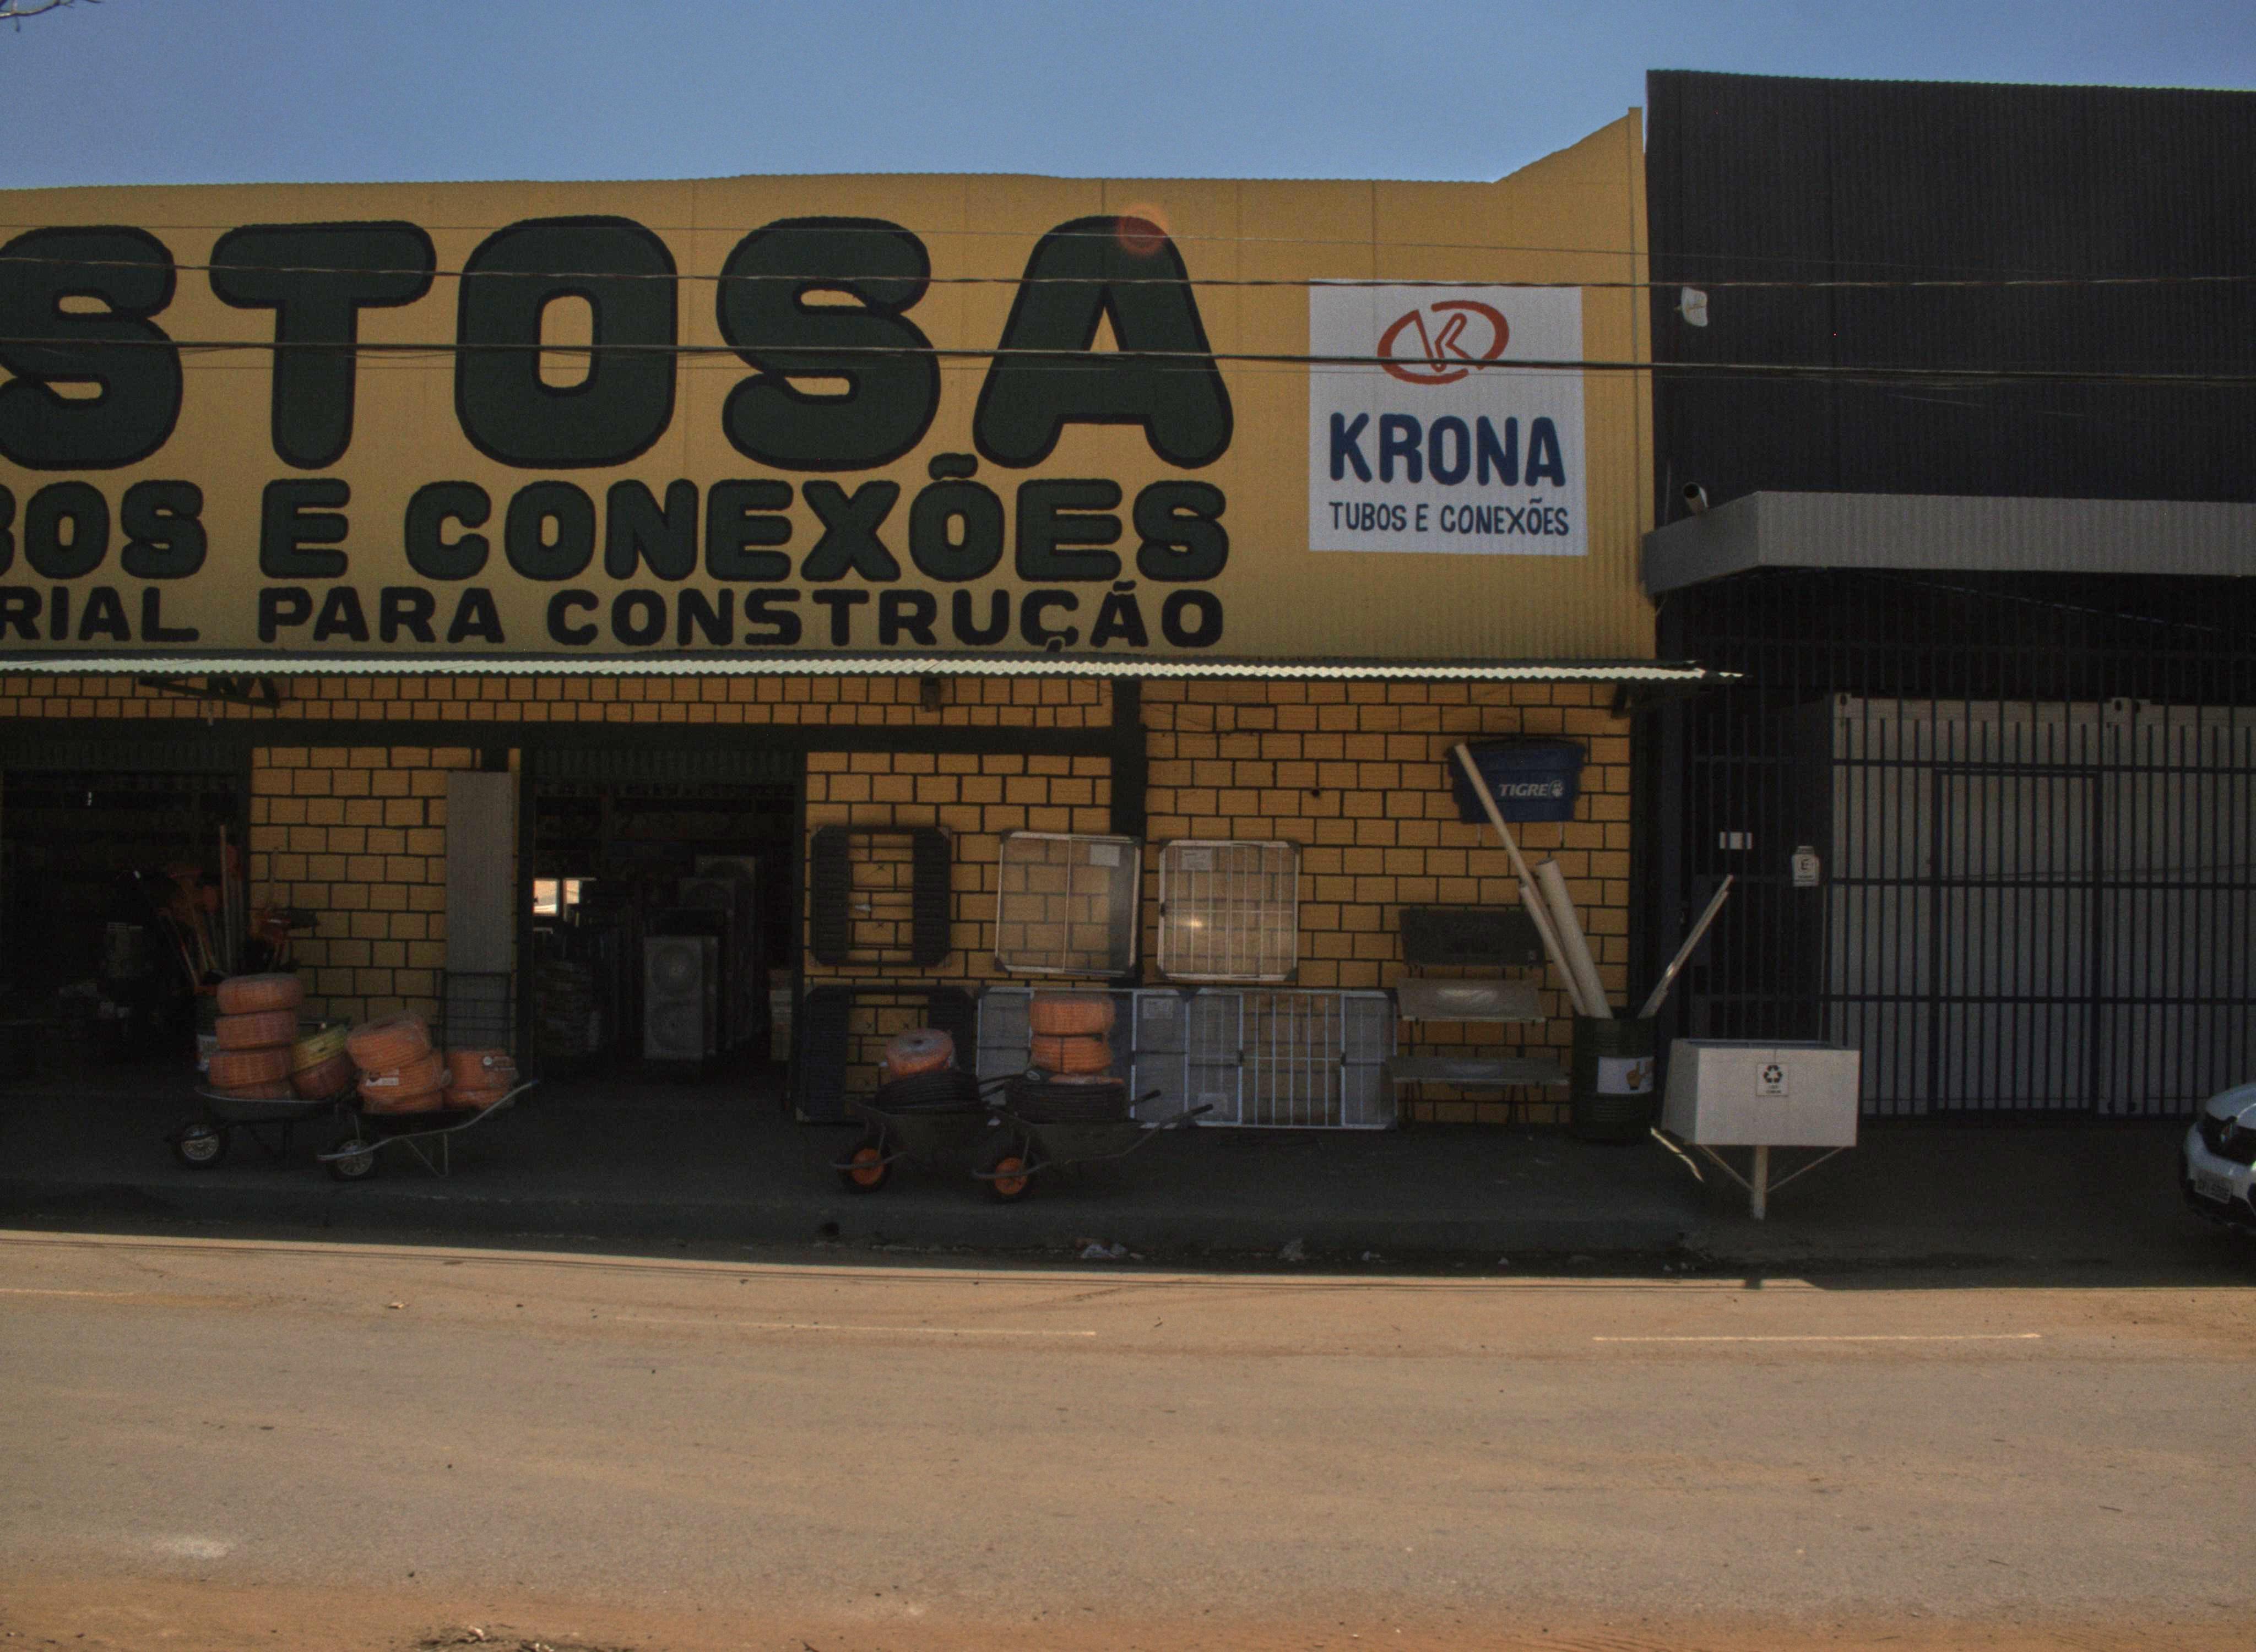 STOSA
BOS E CONEXÕES
RIAL PARA CONSTRUÇÃO
K
KRONA
TUBOS E CONEXÕES
TIGRE
E